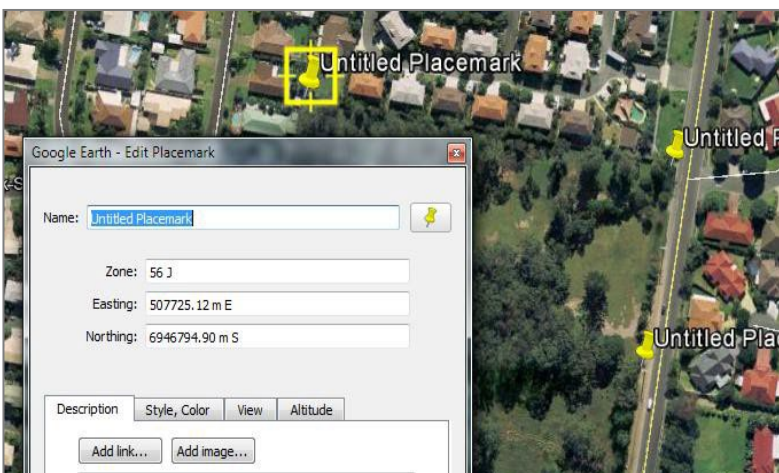 Untitled Placemark
Untitled P
Google Earth - Edit Placemark
Name: Untitled Placemark
Zone: 56 J
Easting: 507725.12 m E
Northing: 6946794.90 m S
Untitled Pla
Description Style, Color View Altitude
Add link... Add image...